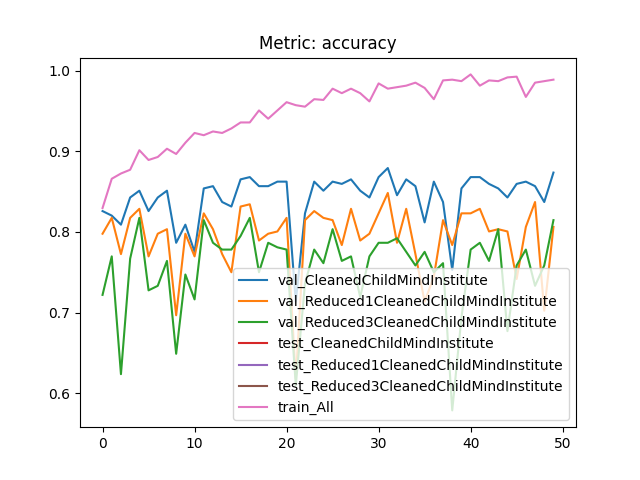 Metric: accuracy
1.0
0.9
0.8
0.7
0.6
val_CleanedChildMindInstitute
val_Reduced1CleanedChildMindInstitute
val_Reduced3CleanedChildMindInstitute
test_CleanedChildMindInstitute
test_Reduced1CleanedChildMindInstitute
test_Reduced3CleanedChildMindInstitute
train_All
0 10 20 30 40 50